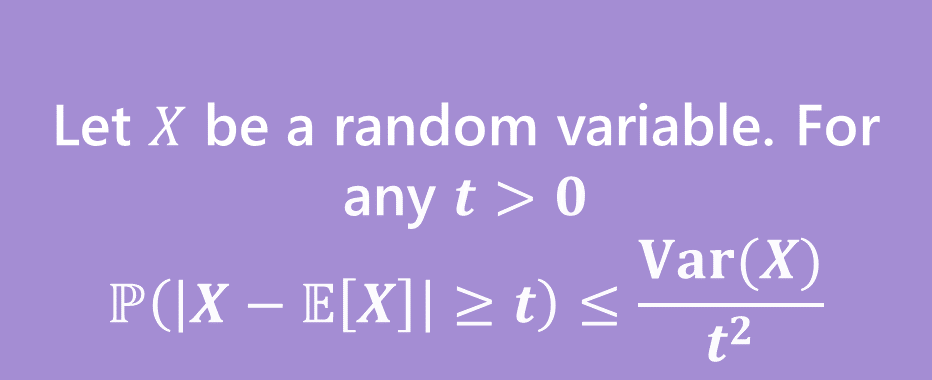 Let X be a random variable. For
any t > 0
ℙ(|X − 𝔼[X]| ≥ t) ≤ Var(X)/t²